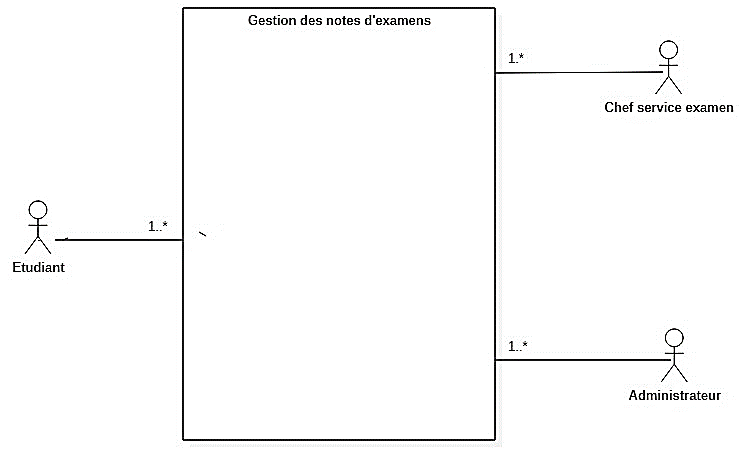 Gestion des notes d'examens
1.*
Chef service examen
1..*
Etudiant
1..*
Administrateur